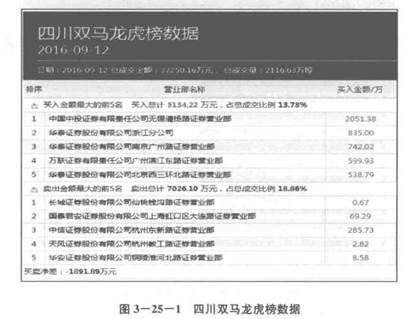 四川双马龙虎榜数据
2016-09-12
日期：2016-09-12 总成交金额：37250.16万元，总成交量：2116.63万股
排序 营业部名称 买入金额/万
买入金额最大的前5名 买入总计 5134.22 万元，占总成交比例 13.78%
1 中国中投证券有限责任公司无锡清扬路证券营业部 2051.38
2 华泰证券股份有限公司浙江分公司 835.00
3 华泰证券股份有限公司南京广州路证券营业部 742.02
4 万联证券有限责任公司广州滨江东路证券营业部 599.93
5 华泰证券股份有限公司北京西三环北路证券营业部 538.79
卖出金额最大的前5名 卖出总计 7026.10 万元，占总成交比例 18.86%
1 长城证券股份有限公司仙桃钱沟路证券营业部 0.67
2 国泰君安证券股份有限公司上海虹口区大连路证券营业部 69.29
3 中信证券股份有限公司杭州东新路证券营业部 285.73
4 天风证券股份有限公司杭州教工路证券营业部 2.82
5 华安证券股份有限公司铜陵淮河北路证券营业部 8.58
买卖净差：-1891.89万元
图 3-25-1 四川双马龙虎榜数据